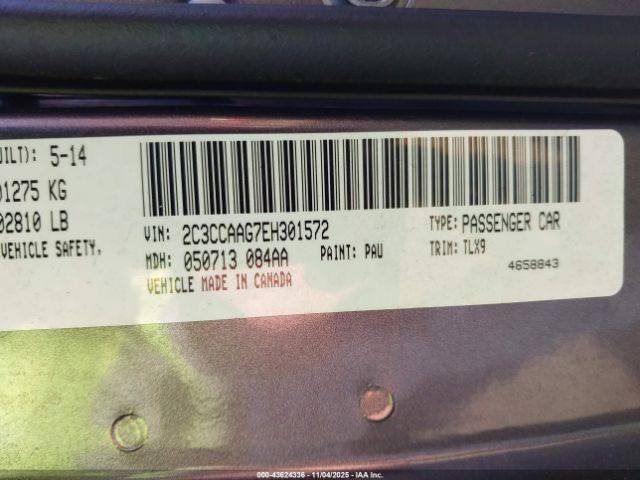 UILT): 5-14
01275 KG
02810 LB
VEHICLE SAFETY,
VIN: 2C3CCAAG7EH301572
TYPE: PASSENGER CAR
MDH: 050713 084AA
PAINT: PAU
TRIM: TLX9
VEHICLE MADE IN CANADA
4658843
000-43624336 - 11/04/2025 - © IAA Inc.